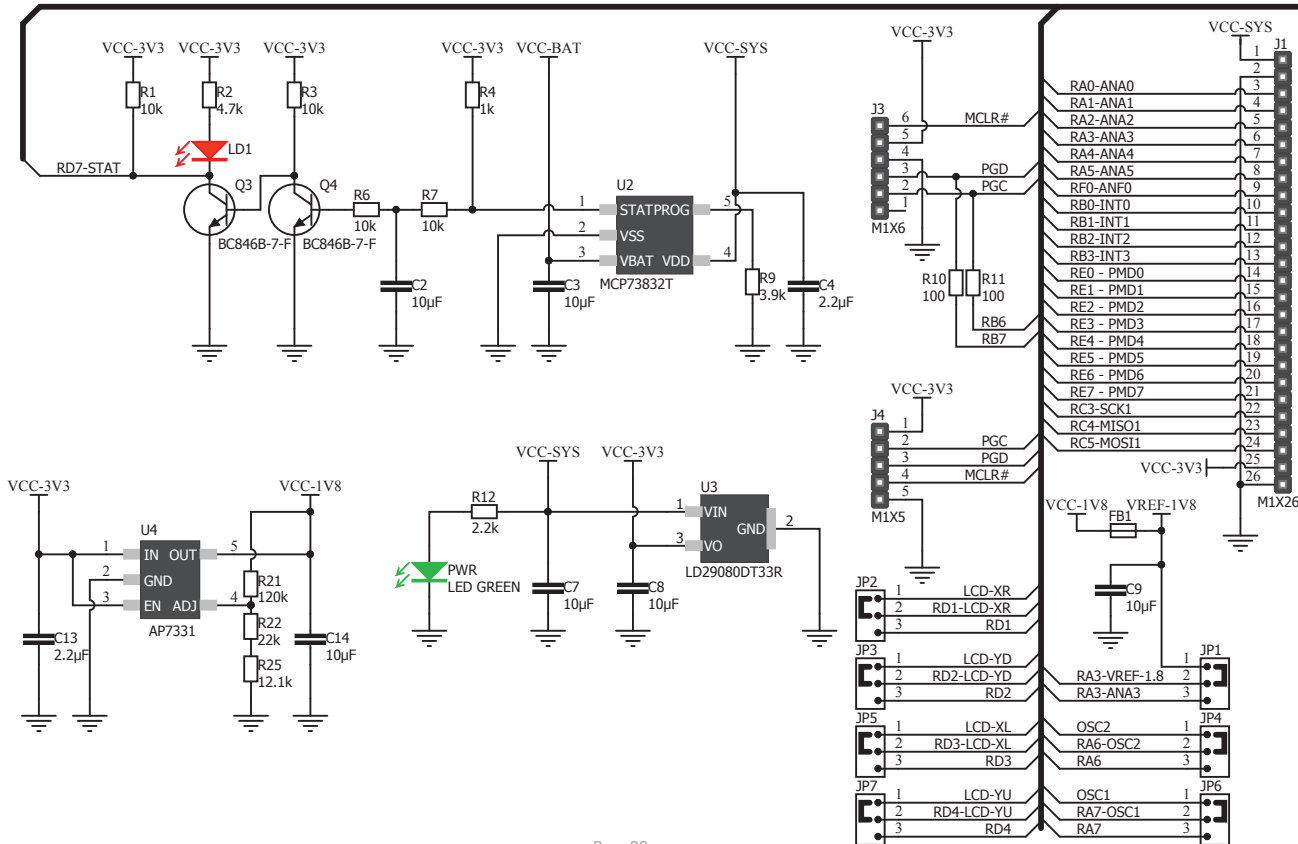 VCC-3V3 VCC-3V3 VCC-3V3 VCC-3V3 VCC-BAT VCC-SYS
R1
10k
R2
4.7k
R3
10k
R4
1k
LD1
RD7-STAT
Q3
BC846B-7-F
Q4
BC846B-7-F
R6
10k
R7
10k
C2
10µF
C3
10µF
U2
1 STAT PROG 5
2 VSS
3 VBAT VDD 4
MCP73832T
R9
3.9k
C4
2.2µF
VCC-3V3
J3
6 MCLR#
5
4
3 PGD
2 PGC
1
M1X6
R10
100
R11
100
RB6
RB7
VCC-SYS
J1
1
2
RA0-ANA0 3
RA1-ANA1 4
RA2-ANA2 5
RA3-ANA3 6
RA4-ANA4 7
RA5-ANA5 8
RF0-ANF0 9
RB0-INT0 10
RB1-INT1 11
RB2-INT2 12
RB3-INT3 13
RE0 - PMD0 14
RE1 - PMD1 15
RE2 - PMD2 16
RE3 - PMD3 17
RE4 - PMD4 18
RE5 - PMD5 19
RE6 - PMD6 20
RE7 - PMD7 21
RC3-SCK1 22
RC4-MISO1 23
RC5-MOSI1 24
VCC-3V3 25
26
M1X26
VCC-3V3
J4
1
2 PGC
3 PGD
4 MCLR#
5
M1X5
VCC-3V3
VCC-1V8
U4
1 IN OUT 5
2 GND
3 EN ADJ 4
AP7331
C13
2.2µF
R21
120k
R22
22k
R25
12.1k
C14
10µF
VCC-SYS VCC-3V3
R12
2.2k
PWR
LED GREEN
C7
10µF
C8
10µF
U3
1 VIN
GND 2
3 VO
LD29080DT33R
VCC-1V8 VREF-1V8
FB1
C9
10µF
JP2
1 LCD-XR
2 RD1-LCD-XR
3 RD1
JP3
1 LCD-YD
2 RD2-LCD-YD
3 RD2
JP5
1 LCD-XL
2 RD3-LCD-XL
3 RD3
JP7
1 LCD-YU
2 RD4-LCD-YU
3 RD4
JP1
1
RA3-VREF-1.8 2
RA3-ANA3 3
JP4
OSC2 1
RA6-OSC2 2
RA6 3
JP6
OSC1 1
RA7-OSC1 2
RA7 3